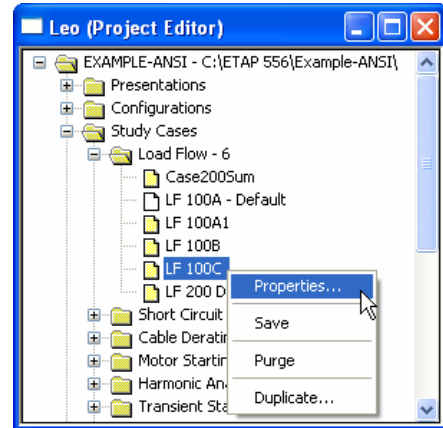 Leo (Project Editor)
EXAMPLE-ANSI - C:\ETAP 556\Example-ANSI\
Presentations
Configurations
Study Cases
Load Flow - 6
Case200Sum
LF 100A - Default
LF 100A1
LF 100B
LF 100C
Properties...
LF 200 D
Short Circuit
Save
Cable Deratin
Motor Startin
Purge
Harmonic An
Transient Sta
Duplicate...